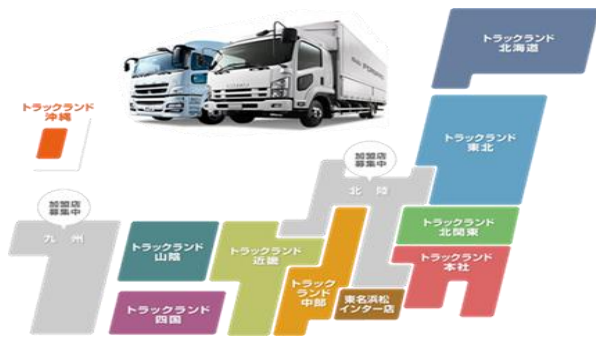 トラックランド
北海道
FORWARD
トラックランド
沖縄
トラックランド
東北
加盟店
募集中
北　陸
加盟店
募集中
九　州
トラックランド
山陰
トラックランド
近畿
トラックランド
北関東
トラックランド
本社
トラック
ランド
中部
東名浜松
インター店
トラックランド
四国